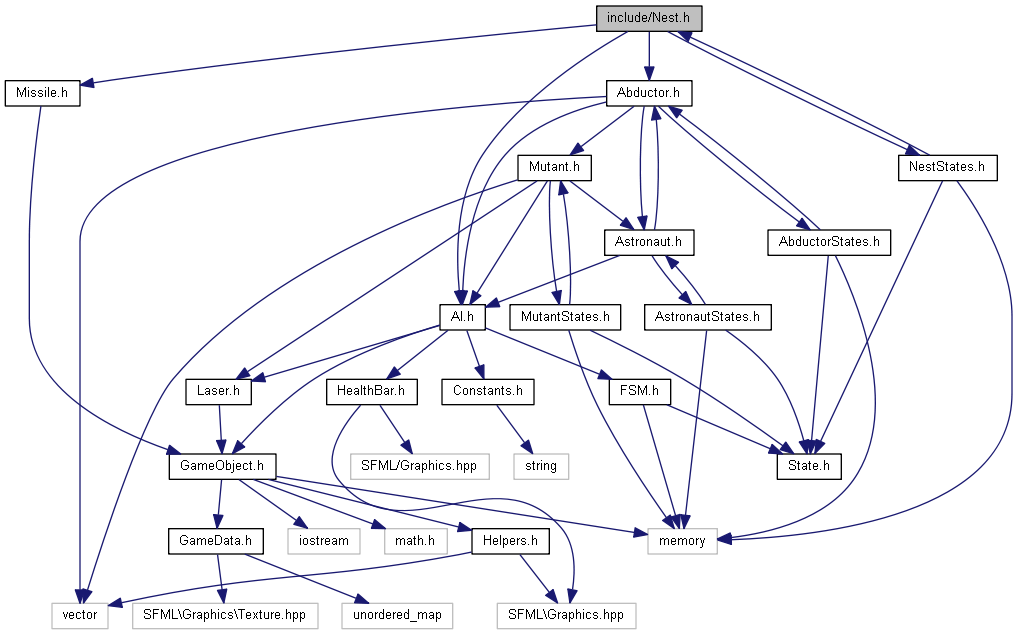 include/Nest.h
Missile.h
Abductor.h
Mutant.h
NestStates.h
Astronaut.h
AbductorStates.h
AI.h
MutantStates.h
AstronautStates.h
Laser.h
HealthBar.h
Constants.h
FSM.h
GameObject.h
SFML/Graphics.hpp
string
State.h
GameData.h
iostream
math.h
Helpers.h
memory
vector
SFML\Graphics\Texture.hpp
unordered_map
SFML\Graphics.hpp